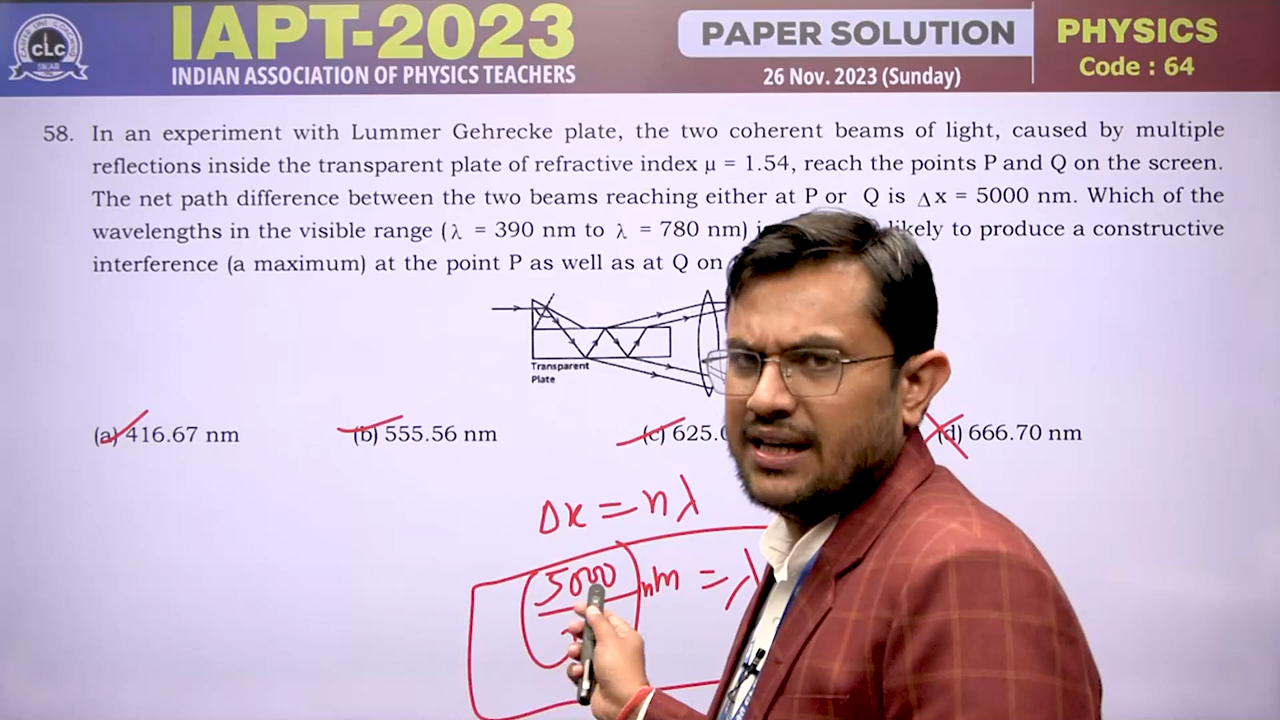 CLC
IAPT-2023
INDIAN ASSOCIATION OF PHYSICS TEACHERS
PAPER SOLUTION
26 Nov. 2023 (Sunday)
PHYSICS
Code : 64
58. In an experiment with Lummer Gehrecke plate, the two coherent beams of light, caused by multiple
reflections inside the transparent plate of refractive index μ = 1.54, reach the points P and Q on the screen.
The net path difference between the two beams reaching either at P or Q is Δx = 5000 nm. Which of the
wavelengths in the visible range (λ = 390 nm to λ = 780 nm) likely to produce a constructive
interference (a maximum) at the point P as well as at Q on
Transparent
Plate
(a) 416.67 nm (b) 555.56 nm (c) 625. (d) 666.70 nm
Δx = nλ
5000 nm = λ